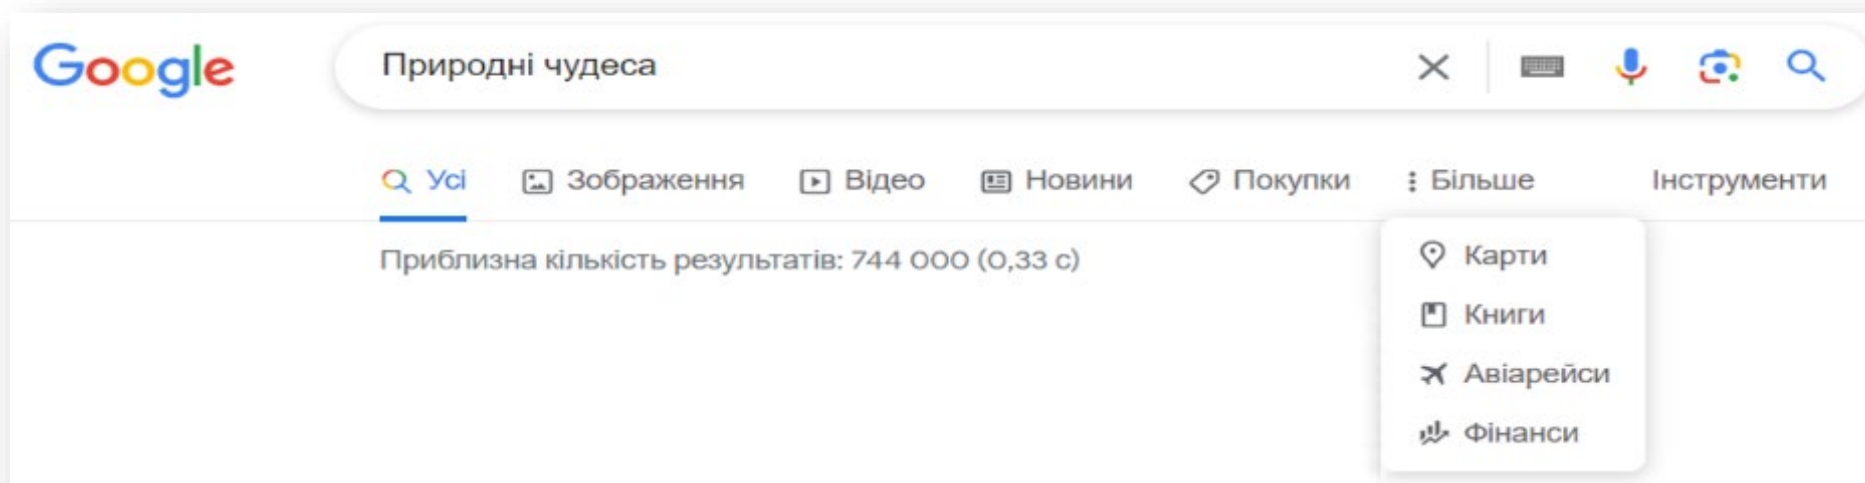 Google Природні чудеса
Усі Зображення Відео Новини Покупки Більше Інструменти
Приблизна кількість результатів: 744 000 (0,33 с)
Карти
Книги
Авіарейси
Фінанси